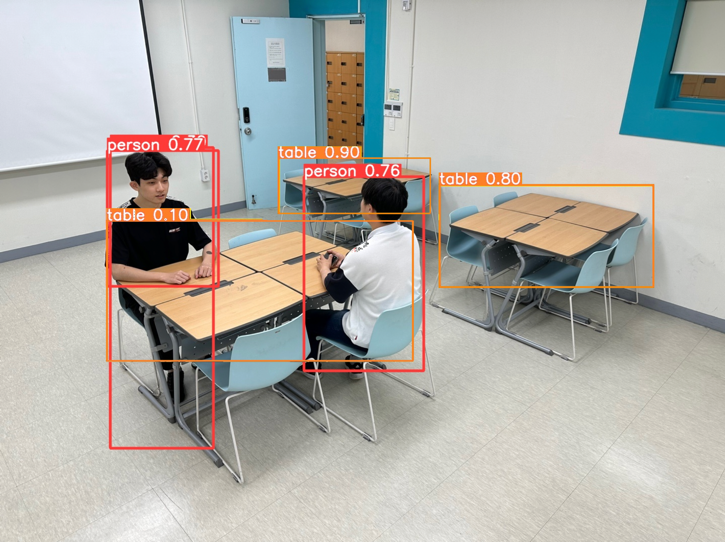 person 0.77
table 0.90
person 0.76
table 0.80
table 0.10